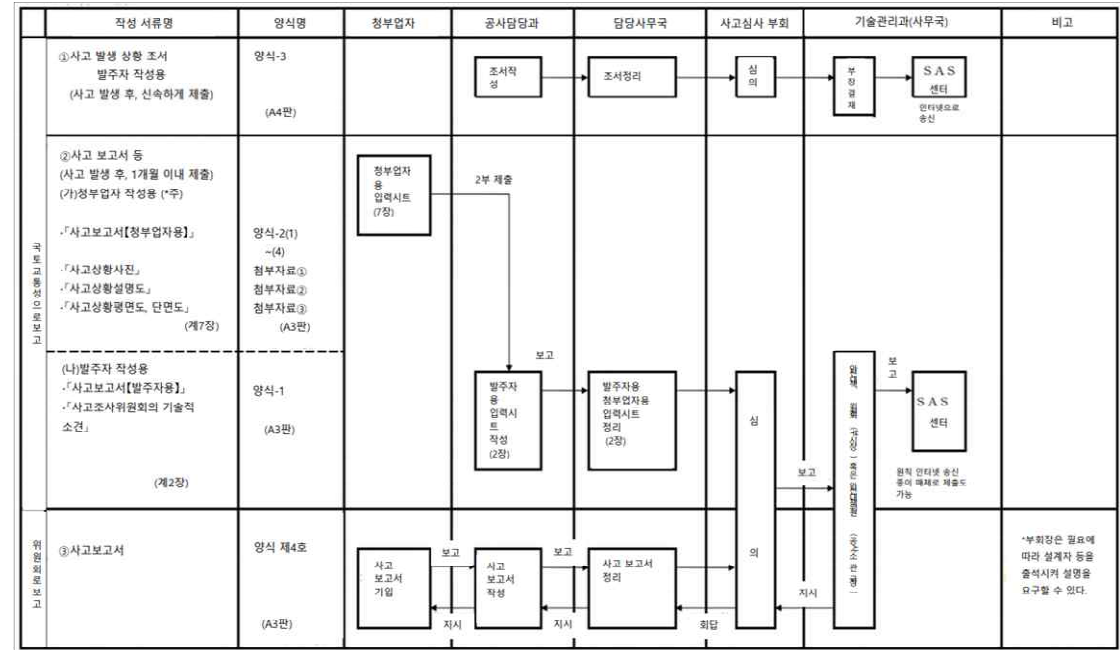 작성 서류명
양식명
청부업자
공사담당과
담당사무국
사고심사 부회
기술관리과(사무국)
비고
국토교통성으로보고
①사고 발생 상황 조서
발주자 작성용
(사고 발생 후, 신속하게 제출)
양식-3
(A4판)
조서작
성
조서정리
심
의
부
장
결
재
SAS
센터
인터넷으로
송신
②사고 보고서 등
(사고 발생 후, 1개월 이내 제출)
(가)청부업자 작성용 (*주)
·「사고보고서【청부업자용】」
·「사고상황사진」
·「사고상황설명도」
·「사고상황평면도, 단면도」
(계7장)
양식-2(1)
~(4)
첨부자료①
첨부자료②
첨부자료③
(A3판)
청부업자
용
입력시트
(7장)
2부 제출
(나)발주자 작성용
·「사고보고서【발주자용】」
·「사고조사위원회의 기술적
소견」
(계2장)
양식-1
(A3판)
보고
발주자
용
입력시
트
작성
(2장)
발주자용
청부업자용
입력시트
정리
(2장)
심
의
보고
보
고
SAS
센터
원칙 인터넷 송신
종이 매체로 제출도
가능
위원회로보고
③사고보고서
양식 제4호
(A3판)
사고
보고서
기입
보고
지시
사고
보고서
작성
보고
지시
사고 보고서
정리
회답
지시
*부회장은 필요에
따라 설계자 등을
출석시켜 설명을
요구할 수 있다.